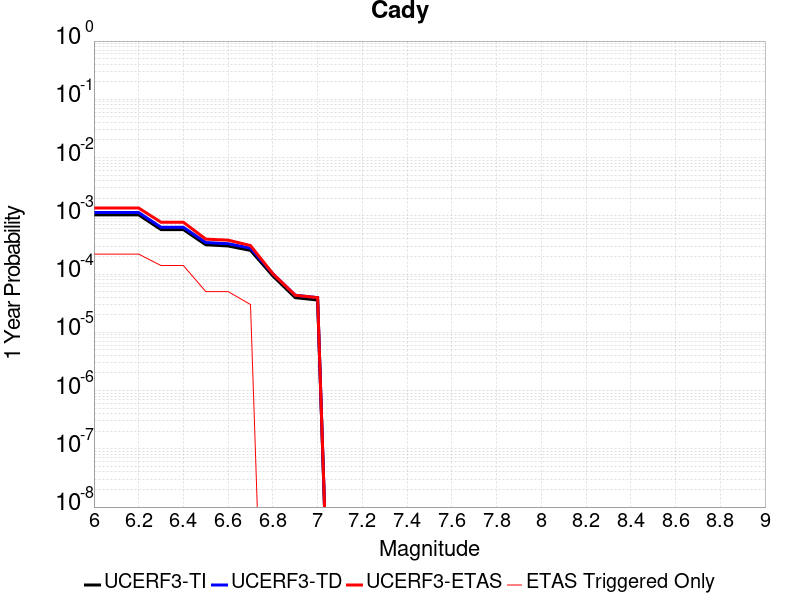 Cady
10^0
10^-1
10^-2
10^-3
10^-4
10^-5
10^-6
10^-7
10^-8
1 Year Probability
6 6.2 6.4 6.6 6.8 7 7.2 7.4 7.6 7.8 8 8.2 8.4 8.6 8.8 9
Magnitude
UCERF3-TI UCERF3-TD UCERF3-ETAS ETAS Triggered Only